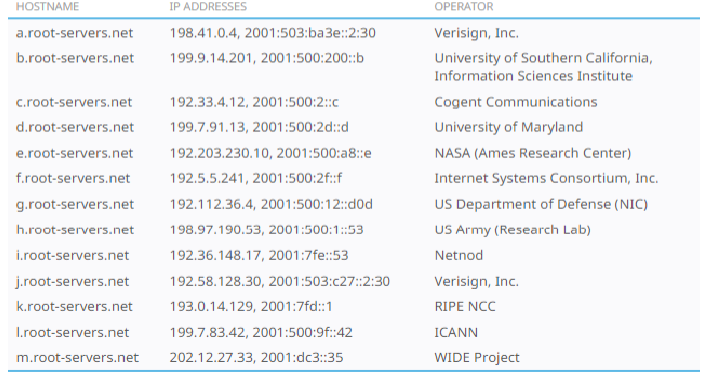 HOSTNAME IP ADDRESSES OPERATOR
a.root-servers.net 198.41.0.4, 2001:503:ba3e::2:30 Verisign, Inc.
b.root-servers.net 199.9.14.201, 2001:500:200::b University of Southern California,
Information Sciences Institute
c.root-servers.net 192.33.4.12, 2001:500:2::c Cogent Communications
d.root-servers.net 199.7.91.13, 2001:500:2d::d University of Maryland
e.root-servers.net 192.203.230.10, 2001:500:a8::e NASA (Ames Research Center)
f.root-servers.net 192.5.5.241, 2001:500:2f::f Internet Systems Consortium, Inc.
g.root-servers.net 192.112.36.4, 2001:500:12::d0d US Department of Defense (NIC)
h.root-servers.net 198.97.190.53, 2001:500:1::53 US Army (Research Lab)
i.root-servers.net 192.36.148.17, 2001:7fe::53 Netnod
j.root-servers.net 192.58.128.30, 2001:503:c27::2:30 Verisign, Inc.
k.root-servers.net 193.0.14.129, 2001:7fd::1 RIPE NCC
l.root-servers.net 199.7.83.42, 2001:500:9f::42 ICANN
m.root-servers.net 202.12.27.33, 2001:dc3::35 WIDE Project